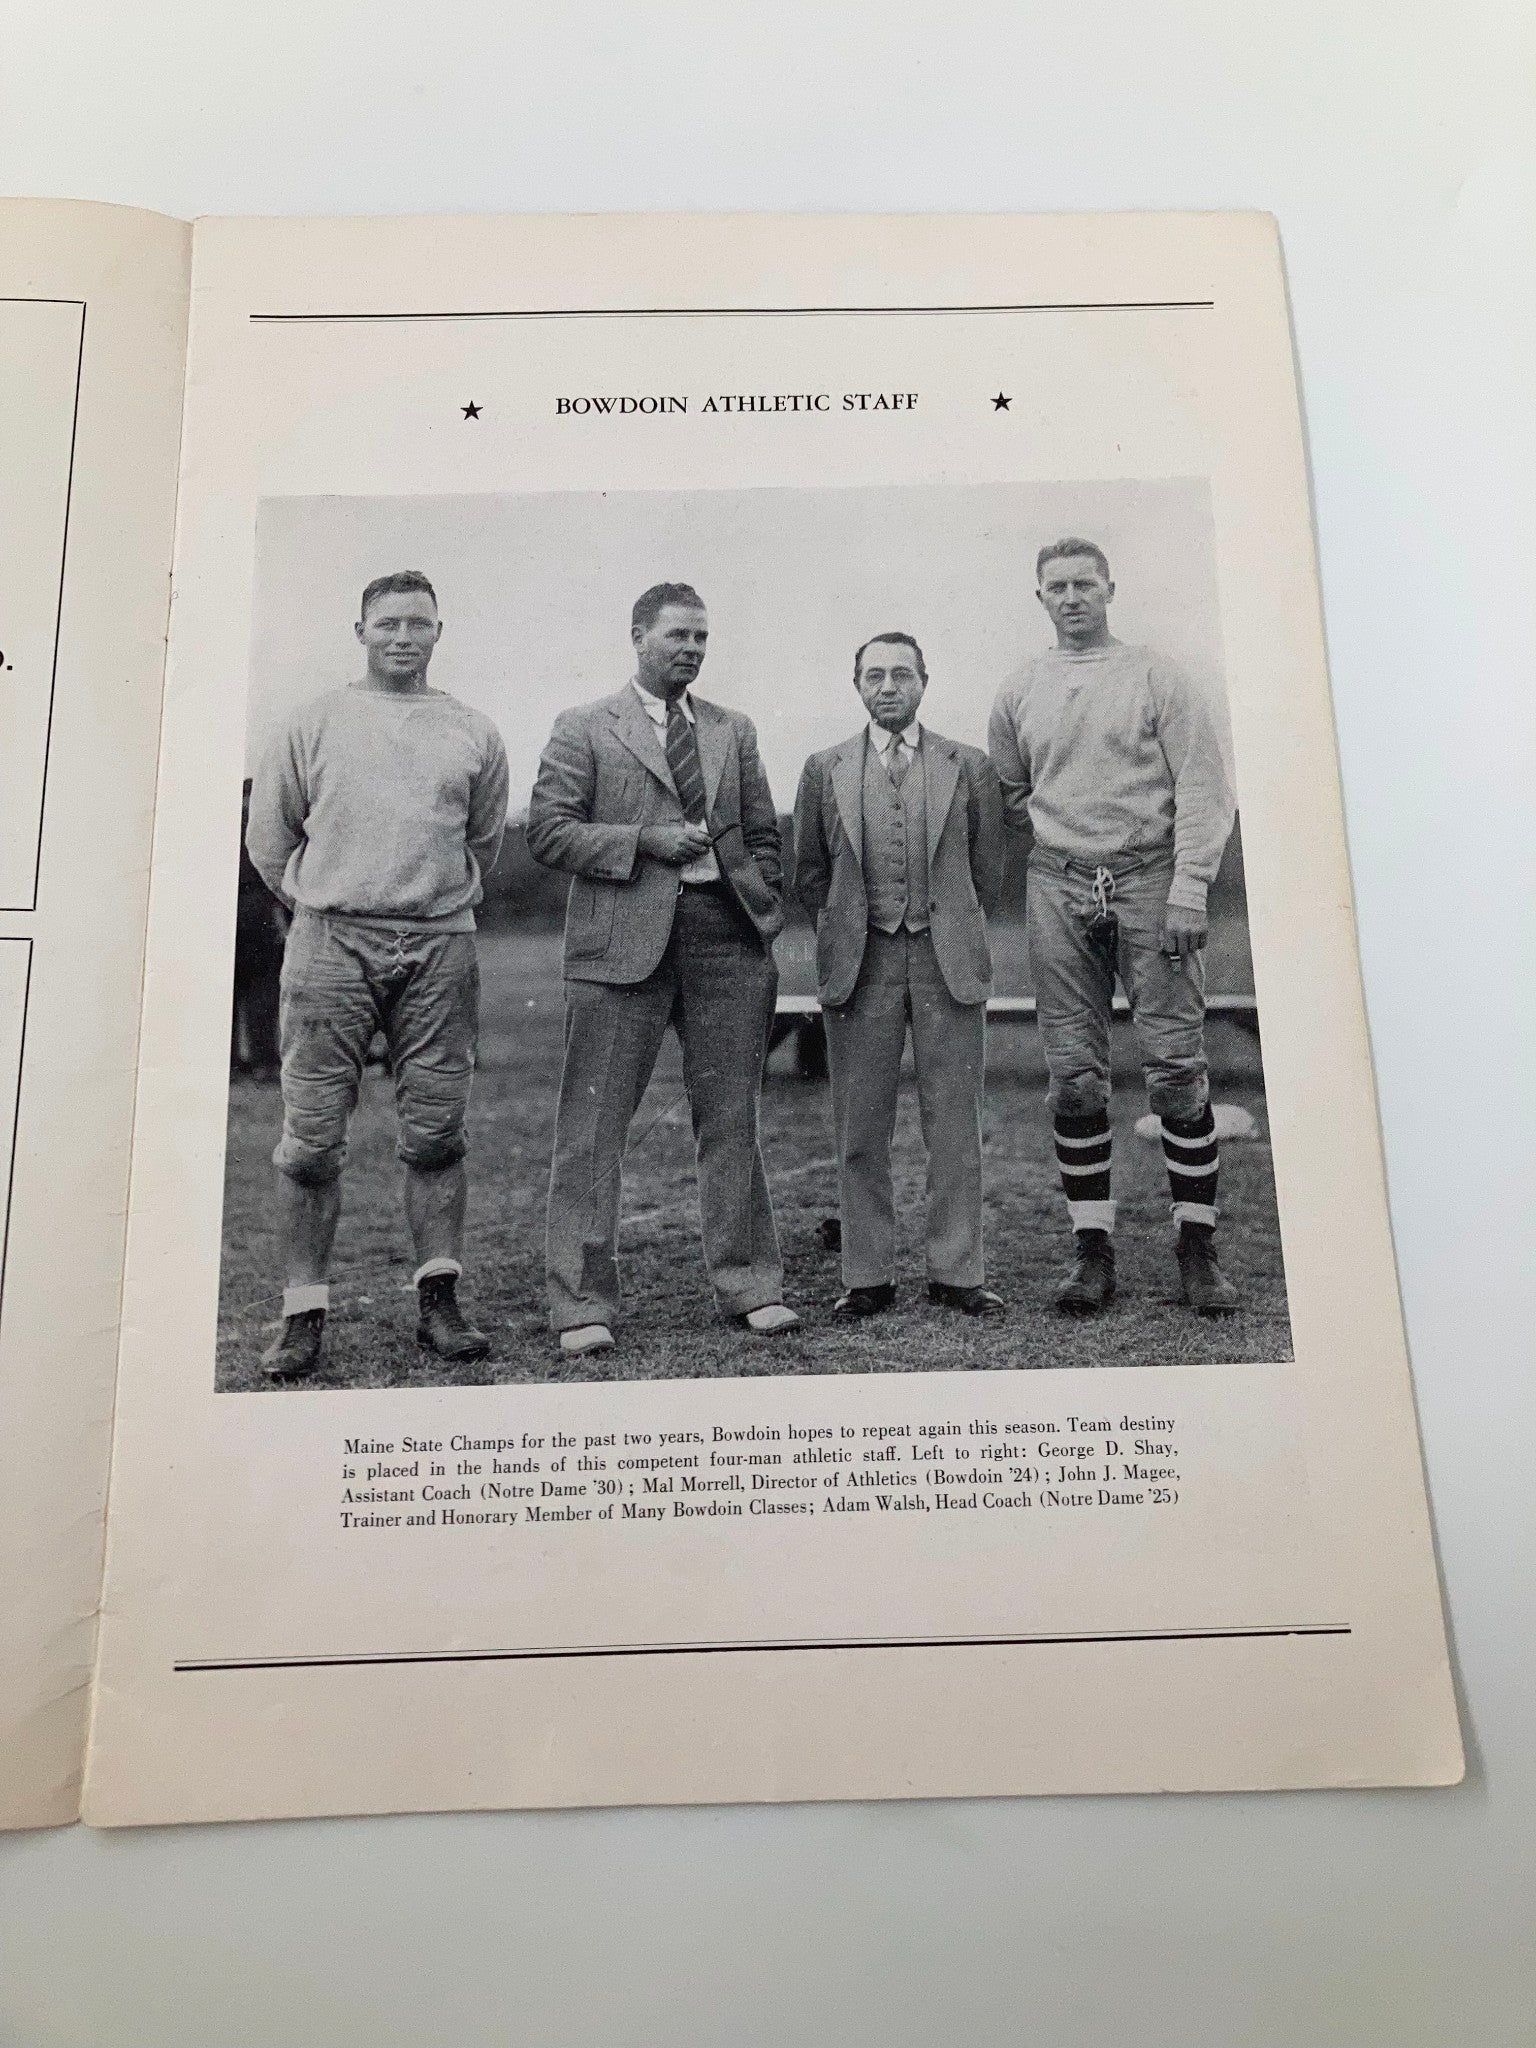 ★ BOWDOIN ATHLETIC STAFF ★
Maine State Champs for the past two years, Bowdoin hopes to repeat again this season. Team destiny
is placed in the hands of this competent four-man athletic staff. Left to right: George D. Shay,
Assistant Coach (Notre Dame '30); Mal Morrell, Director of Athletics (Bowdoin '24); John J. Magee,
Trainer and Honorary Member of Many Bowdoin Classes; Adam Walsh, Head Coach (Notre Dame '25)